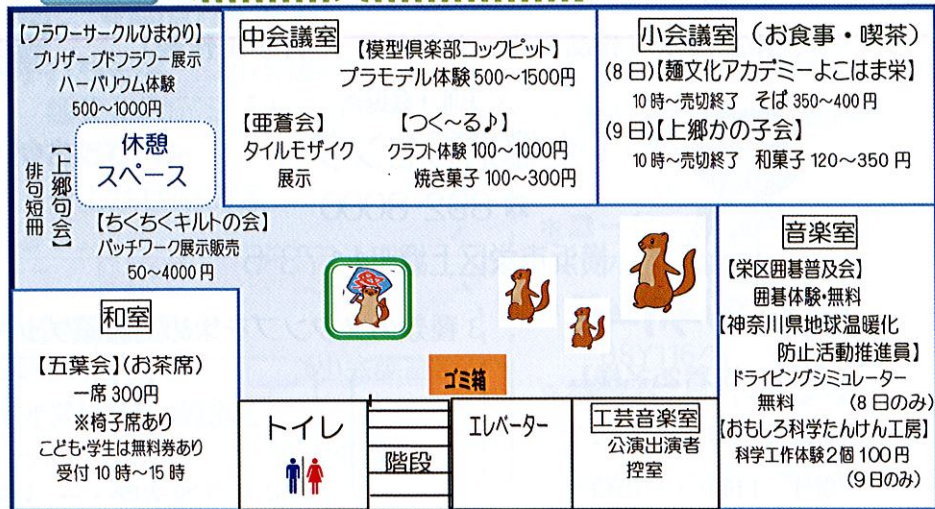 【フラワーサークルひまわり】
プリザーブドフラワー展示
ハーバリウム体験
500～1000円
休憩
スペース
【上郷句会】
俳句短冊
【ちくちくキルトの会】
パッチワーク展示販売
50～4000円
中会議室
【模型倶楽部コックピット】
プラモデル体験500～1500円
【亜蒼会】
タイルモザイク
展示
【つく～る♪】
クラフト体験100～1000円
焼き菓子100～300円
小会議室 (お食事・喫茶)
(8日)【麺文化アカデミーよこはま栄】
10時～売切終了 そば350～400円
(9日)【上郷かの子会】
10時～売切終了 和菓子120～350円
和室
【五葉会】(お茶席)
一席300円
※椅子席あり
こども・学生は無料券あり
受付10時～15時
ゴミ箱
トイレ
階段
エレベーター
工芸音楽室
公演出演者
控室
音楽室
【栄区囲碁普及会】
囲碁体験・無料
【神奈川県地球温暖化
防止活動推進員】
ドライビングシミュレーター
無料 (8日のみ)
【おもしろ科学たんけん工房】
科学工作体験2個100円
(9日のみ)